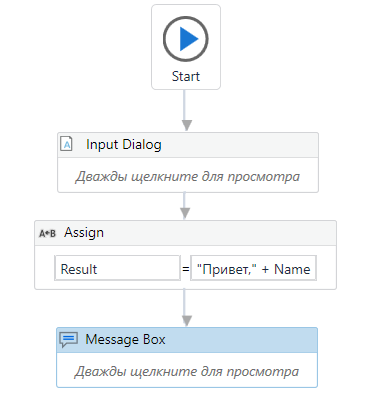 Start
Input Dialog
Дважды щелкните для просмотра
A•B Assign
Result = "Привет," + Name
Message Box
Дважды щелкните для просмотра